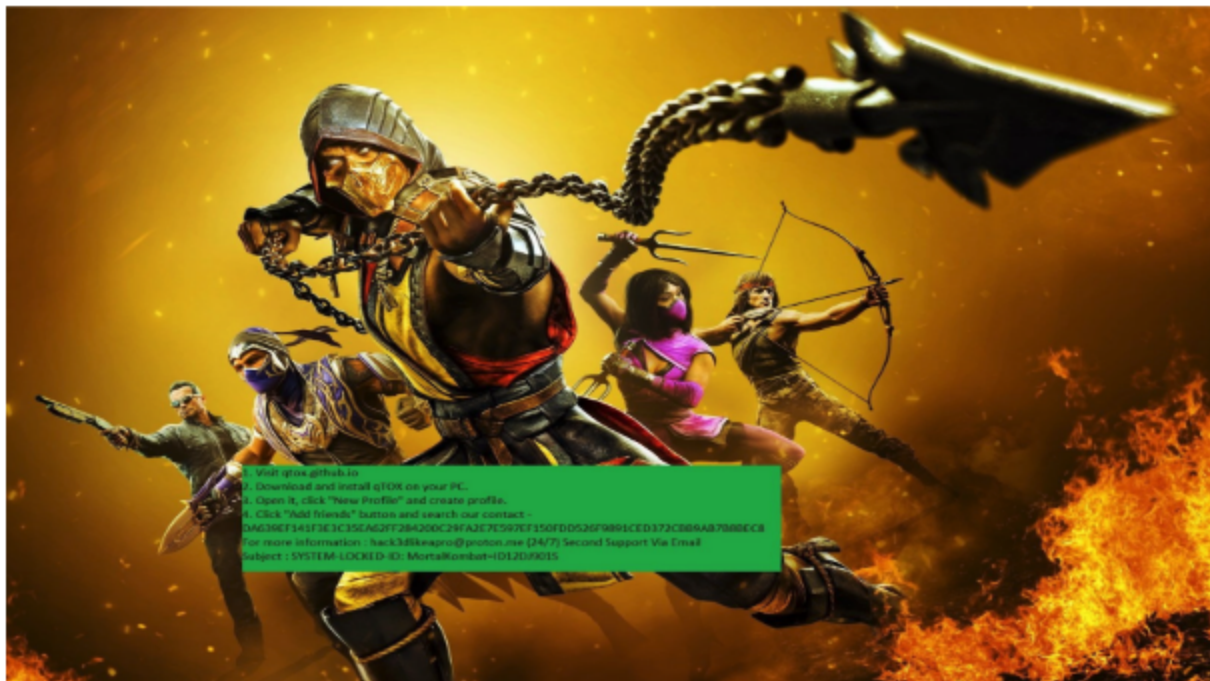 1. Visit qtox.github.io
2. Download and install qTOX on your PC.
3. Open it, click "New Profile" and create profile.
4. Click "Add friends" button and search our contact -
For more information : hack3dlikeapro@proton.me (24/7) Second Support Via Email
Subject : SYSTEM-LOCKED-ID: